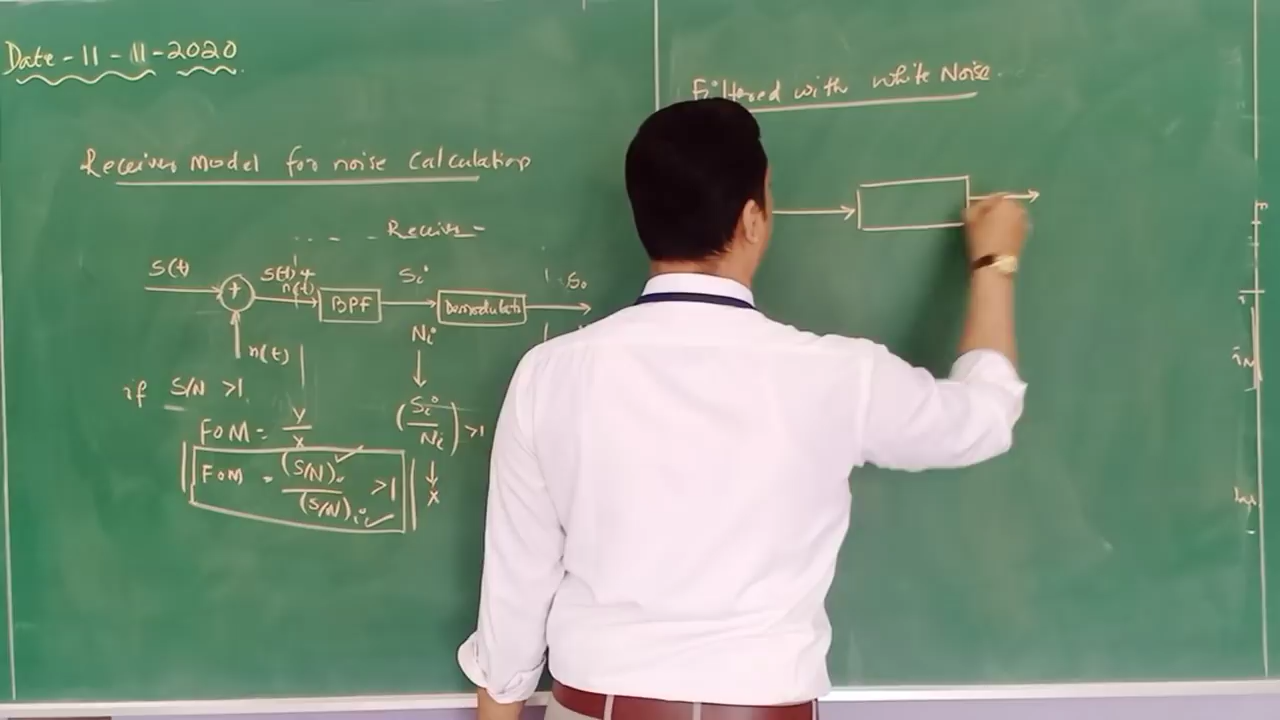 Date - 11 - 11 - 2020
Receiver Model for noise Calculation
Receiver
S(t)
S(t) +
n(t)
BPF
Si
Ni
Demodulato
So
n(t)
if S/N >1
FOM = Y/X
(Si/Ni) >1
X
FOM = (S/N)o/(S/N)i >1
Filtered with white Noise